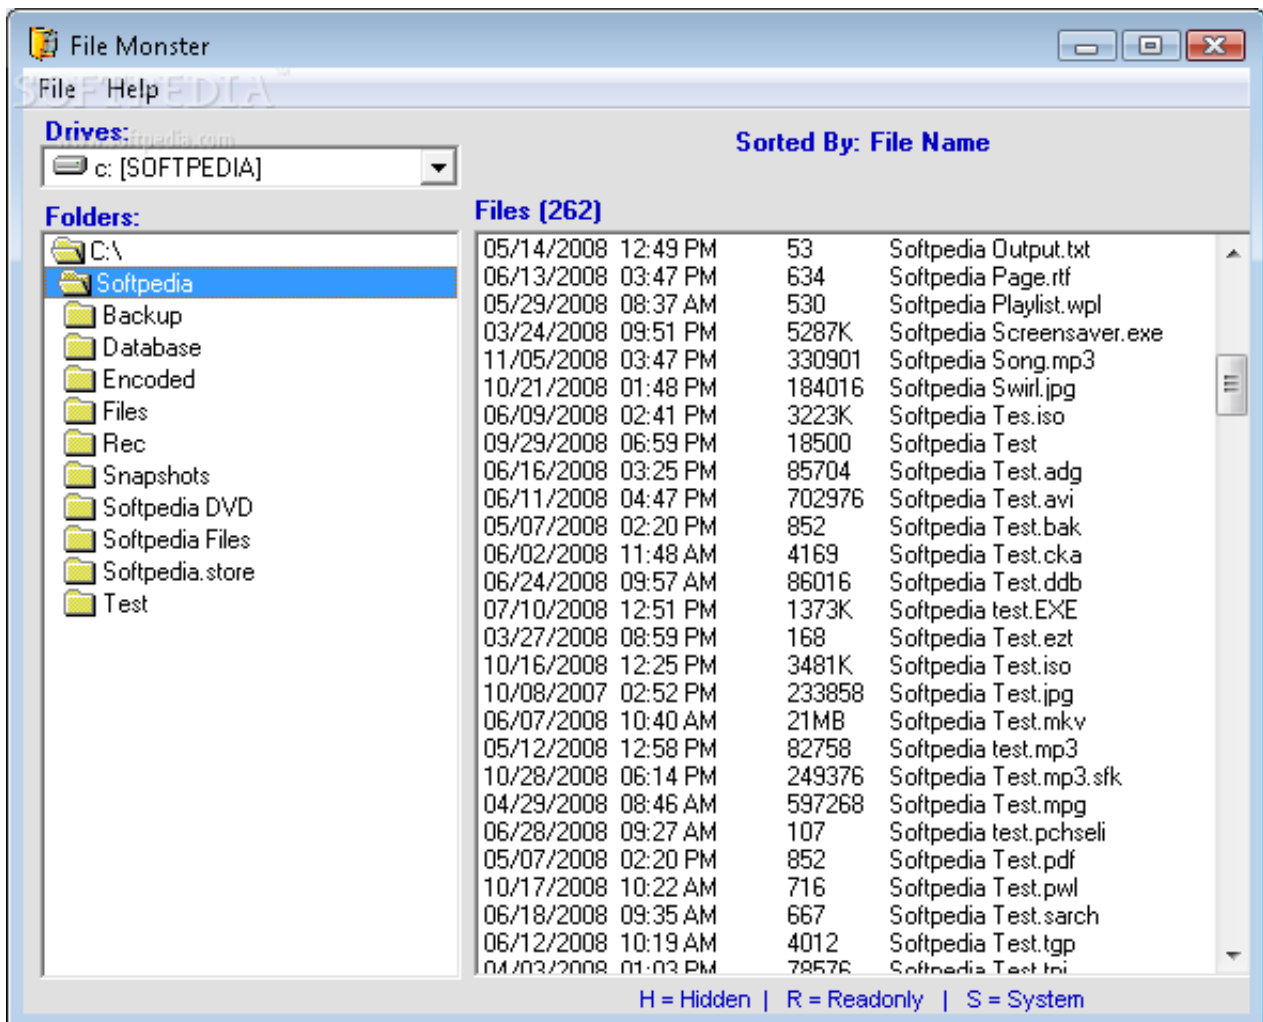 File Monster
SOFTPEDIA™
File Help
www.softpedia.com
Drives:
Sorted By: File Name
c: [SOFTPEDIA]
Folders:
Files (262)
C:\
Softpedia
Backup
Database
Encoded
Files
Rec
Snapshots
Softpedia DVD
Softpedia Files
Softpedia.store
Test
05/14/2008 12:49 PM 53 Softpedia Output.txt
06/13/2008 03:47 PM 634 Softpedia Page.rtf
05/29/2008 08:37 AM 530 Softpedia Playlist.wpl
03/24/2008 09:51 PM 5287K Softpedia Screensaver.exe
11/05/2008 03:47 PM 330901 Softpedia Song.mp3
10/21/2008 01:48 PM 184016 Softpedia Swirl.jpg
06/09/2008 02:41 PM 3223K Softpedia Tes.iso
09/29/2008 06:59 PM 18500 Softpedia Test
06/16/2008 03:25 PM 85704 Softpedia Test.adg
06/11/2008 04:47 PM 702976 Softpedia Test.avi
05/07/2008 02:20 PM 852 Softpedia Test.bak
06/02/2008 11:48 AM 4169 Softpedia Test.cka
06/24/2008 09:57 AM 86016 Softpedia Test.ddb
07/10/2008 12:51 PM 1373K Softpedia test.EXE
03/27/2008 08:59 PM 168 Softpedia Test.ezt
10/16/2008 12:25 PM 3481K Softpedia Test.iso
10/08/2007 02:52 PM 233858 Softpedia Test.jpg
06/07/2008 10:40 AM 21MB Softpedia Test.mkv
05/12/2008 12:58 PM 82758 Softpedia test.mp3
10/28/2008 06:14 PM 249376 Softpedia Test.mp3.sfk
04/29/2008 08:46 AM 597268 Softpedia Test.mpg
06/28/2008 09:27 AM 107 Softpedia test.pchseli
05/07/2008 02:20 PM 852 Softpedia Test.pdf
10/17/2008 10:22 AM 716 Softpedia Test.pwl
06/18/2008 09:35 AM 667 Softpedia Test.sarch
06/12/2008 10:19 AM 4012 Softpedia Test.tgp
04/03/2008 01:03 PM 78576 Softpedia Test.tpi
H = Hidden | R = Readonly | S = System